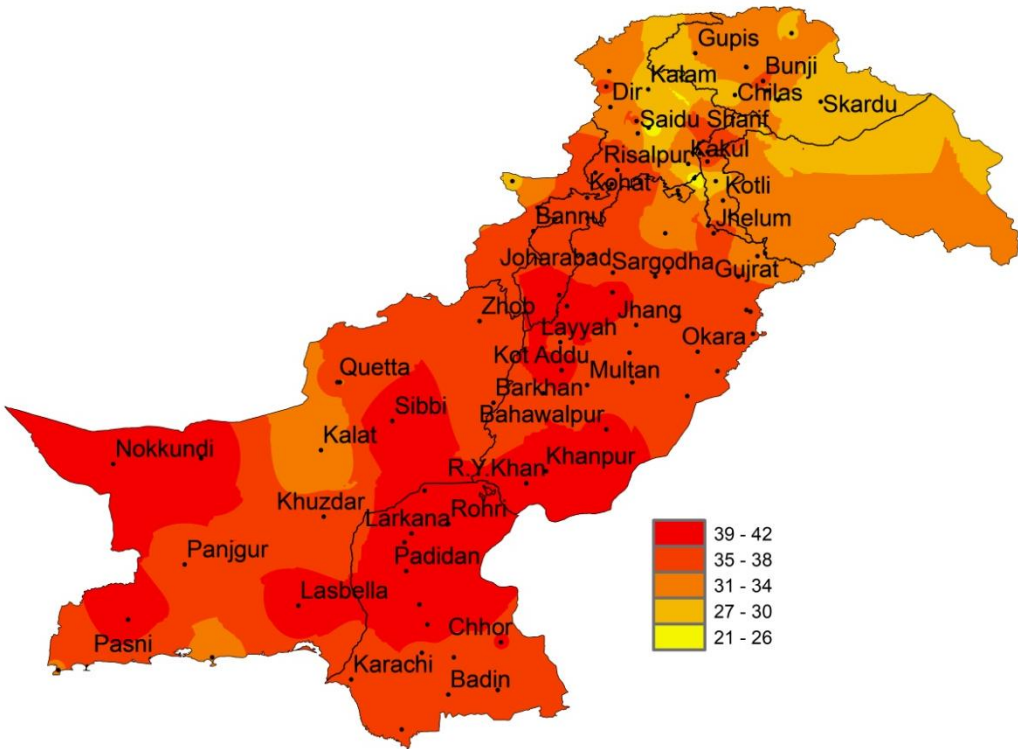 Gupis
Bunji
Kalam
Dir
Chilas
Skardu
Saidu Sharif
Kakul
Risalpur
Kohat
Kotli
Bannu
Jhelum
Joharabad
Sargodha
Gujrat
Zhob
Jhang
Layyah
Okara
Kot Addu
Quetta
Multan
Barkhan
Sibbi
Bahawalpur
Nokkundi
Kalat
R.Y.Khan
Khanpur
Khuzdar
Larkana
Rohri
Panjgur
Padidan
Lasbella
Chhor
Pasni
Karachi
Badin
39 - 42
35 - 38
31 - 34
27 - 30
21 - 26